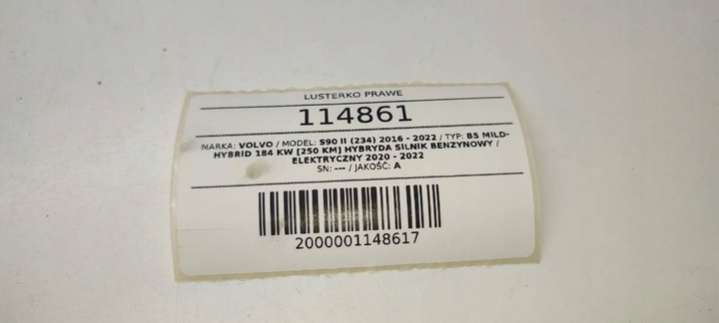 LUSTERKO PRAWE
114861
MARKA: VOLVO / MODEL: S90 II (234) 2016 - 2022 / TYP: B5 MILD-
HYBRID 184 KW [250 KM] HYBRYDA SILNIK BENZYNOWY /
ELEKTRYCZNY 2020 - 2022
SN: --- / JAKOŚĆ: A
2000001148617